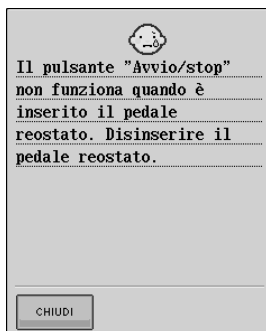 Il pulsante "Avvio/stop"
non funziona quando è
inserito il pedale
reostato. Disinserire il
pedale reostato.
CHIUDI